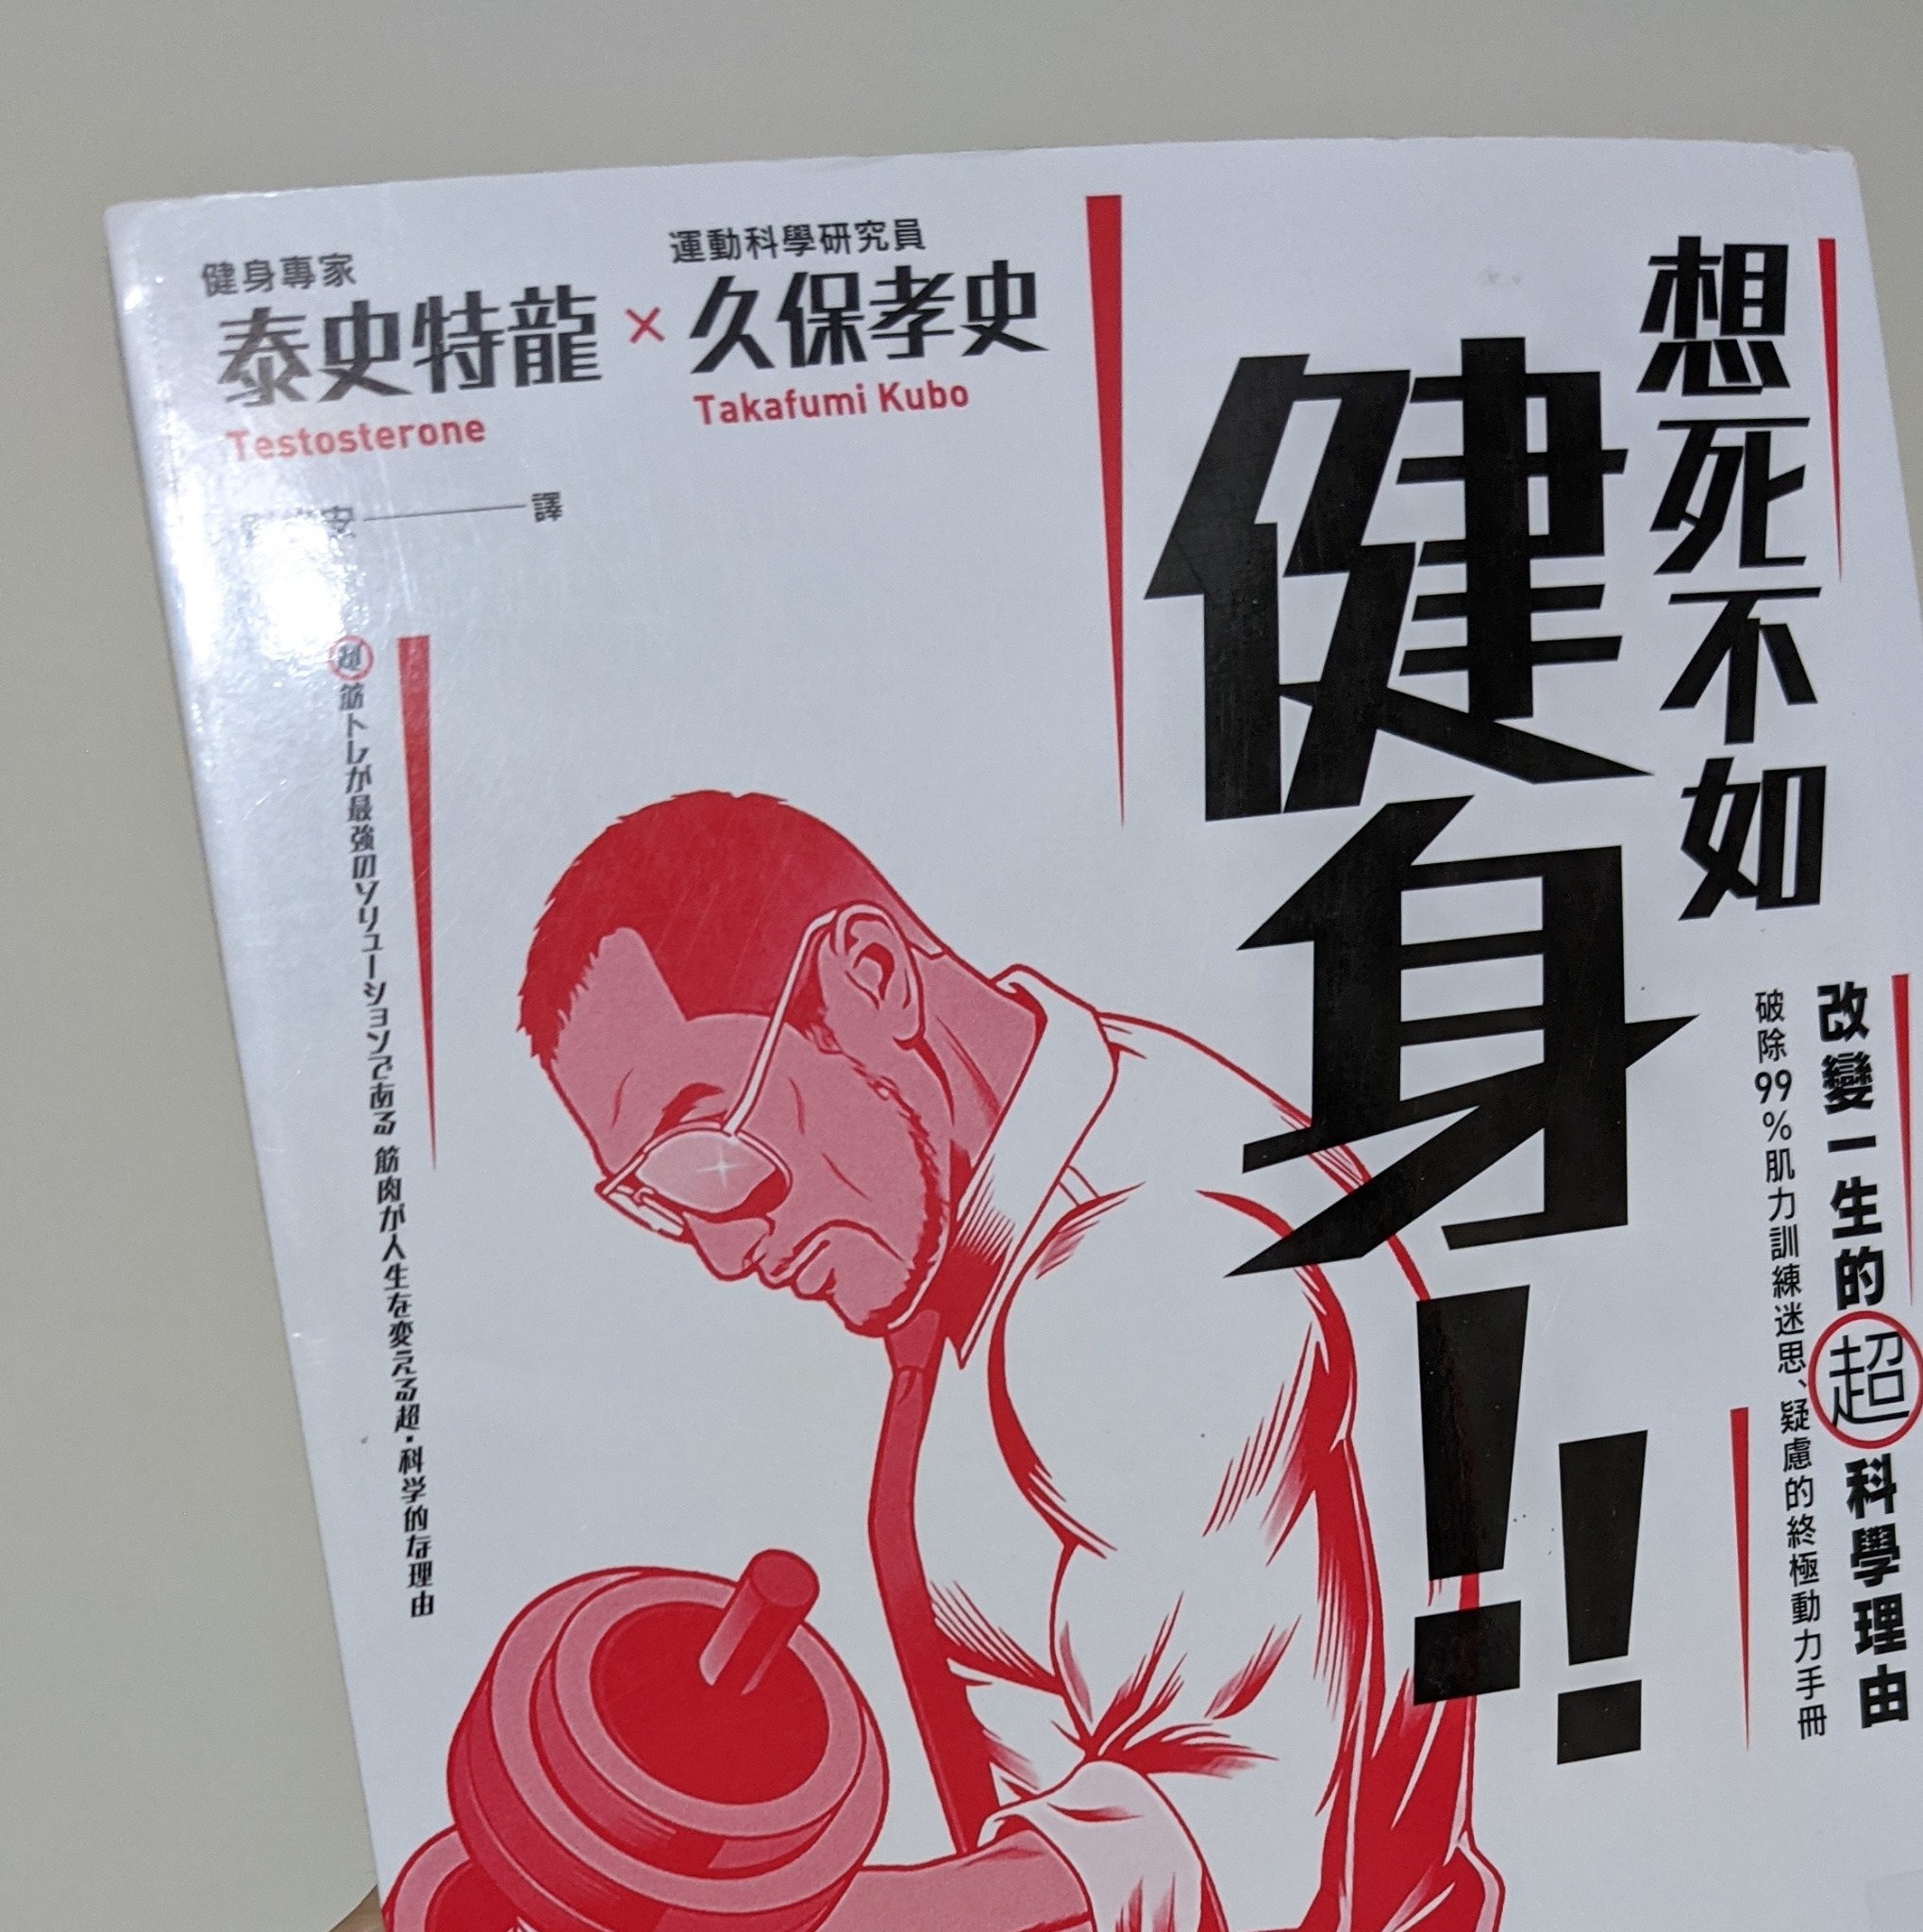 想死不如
健身!!
改變一生的超科學理由
破除99%肌力訓練迷思、疑慮的終極動力手冊
運動科學研究員
久保孝史
Takafumi Kubo
×
健身專家
泰史特龍
Testosterone
安——譯
超筋トレが最強のソリューションである 筋肉が人生を変える超・科学的な理由